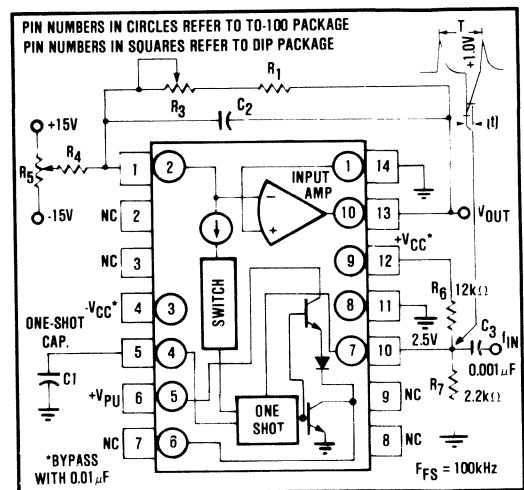 PIN NUMBERS IN CIRCLES REFER TO TO-100 PACKAGE
PIN NUMBERS IN SQUARES REFER TO DIP PACKAGE
T
+1.0V
(t)
R3
R1
C2
+15V
R5
R4
-15V
1
2
INPUT
AMP
-
+
1
14
10
13
VOUT
NC
2
+VCC*
9
12
NC
3
SWITCH
R6
12kΩ
-VCC*
4
3
8
11
C3
fIN
0.001µF
ONE-SHOT
CAP.
C1
5
4
2.5V
7
10
+VPU
6
5
ONE
SHOT
R7
2.2kΩ
9
NC
NC
7
6
8
NC
*BYPASS
WITH 0.01µF
FFS = 100kHz